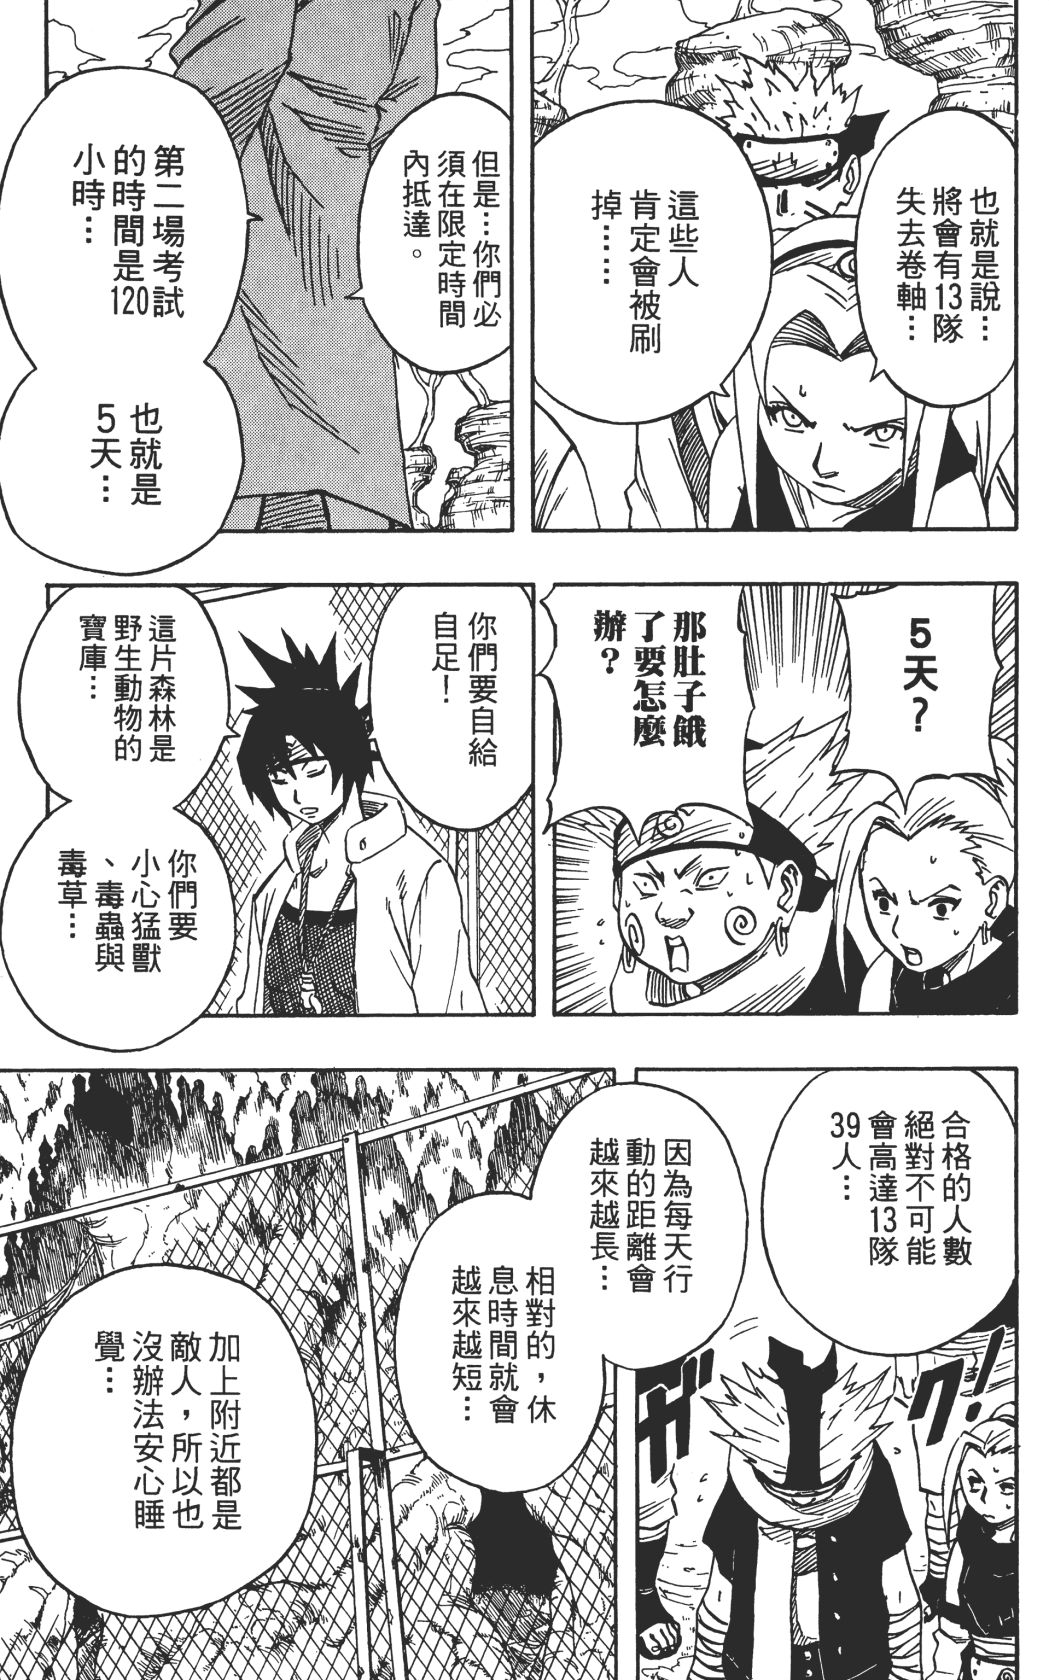 也就是說…
將會有13隊
失去卷軸…
這些人
肯定會被刷
掉……
但是…你們必
須在限定時間
內抵達。
第二場考試
的時間是120
小時…
也就是
5天…
5天？
那肚子餓
了要怎麼
辦？
你們要自給
自足！
這片森林是
野生動物的
寶庫…
你們要
小心猛獸
、毒蟲與
毒草…
合格的人數
絕對不可能
會高達13隊
39人…
因為每天行
動的距離會
越來越長…
相對的，休
息時間就會
越來越短…
加上附近都是
敵人，所以也
沒辦法安心睡
覺…
ガク！